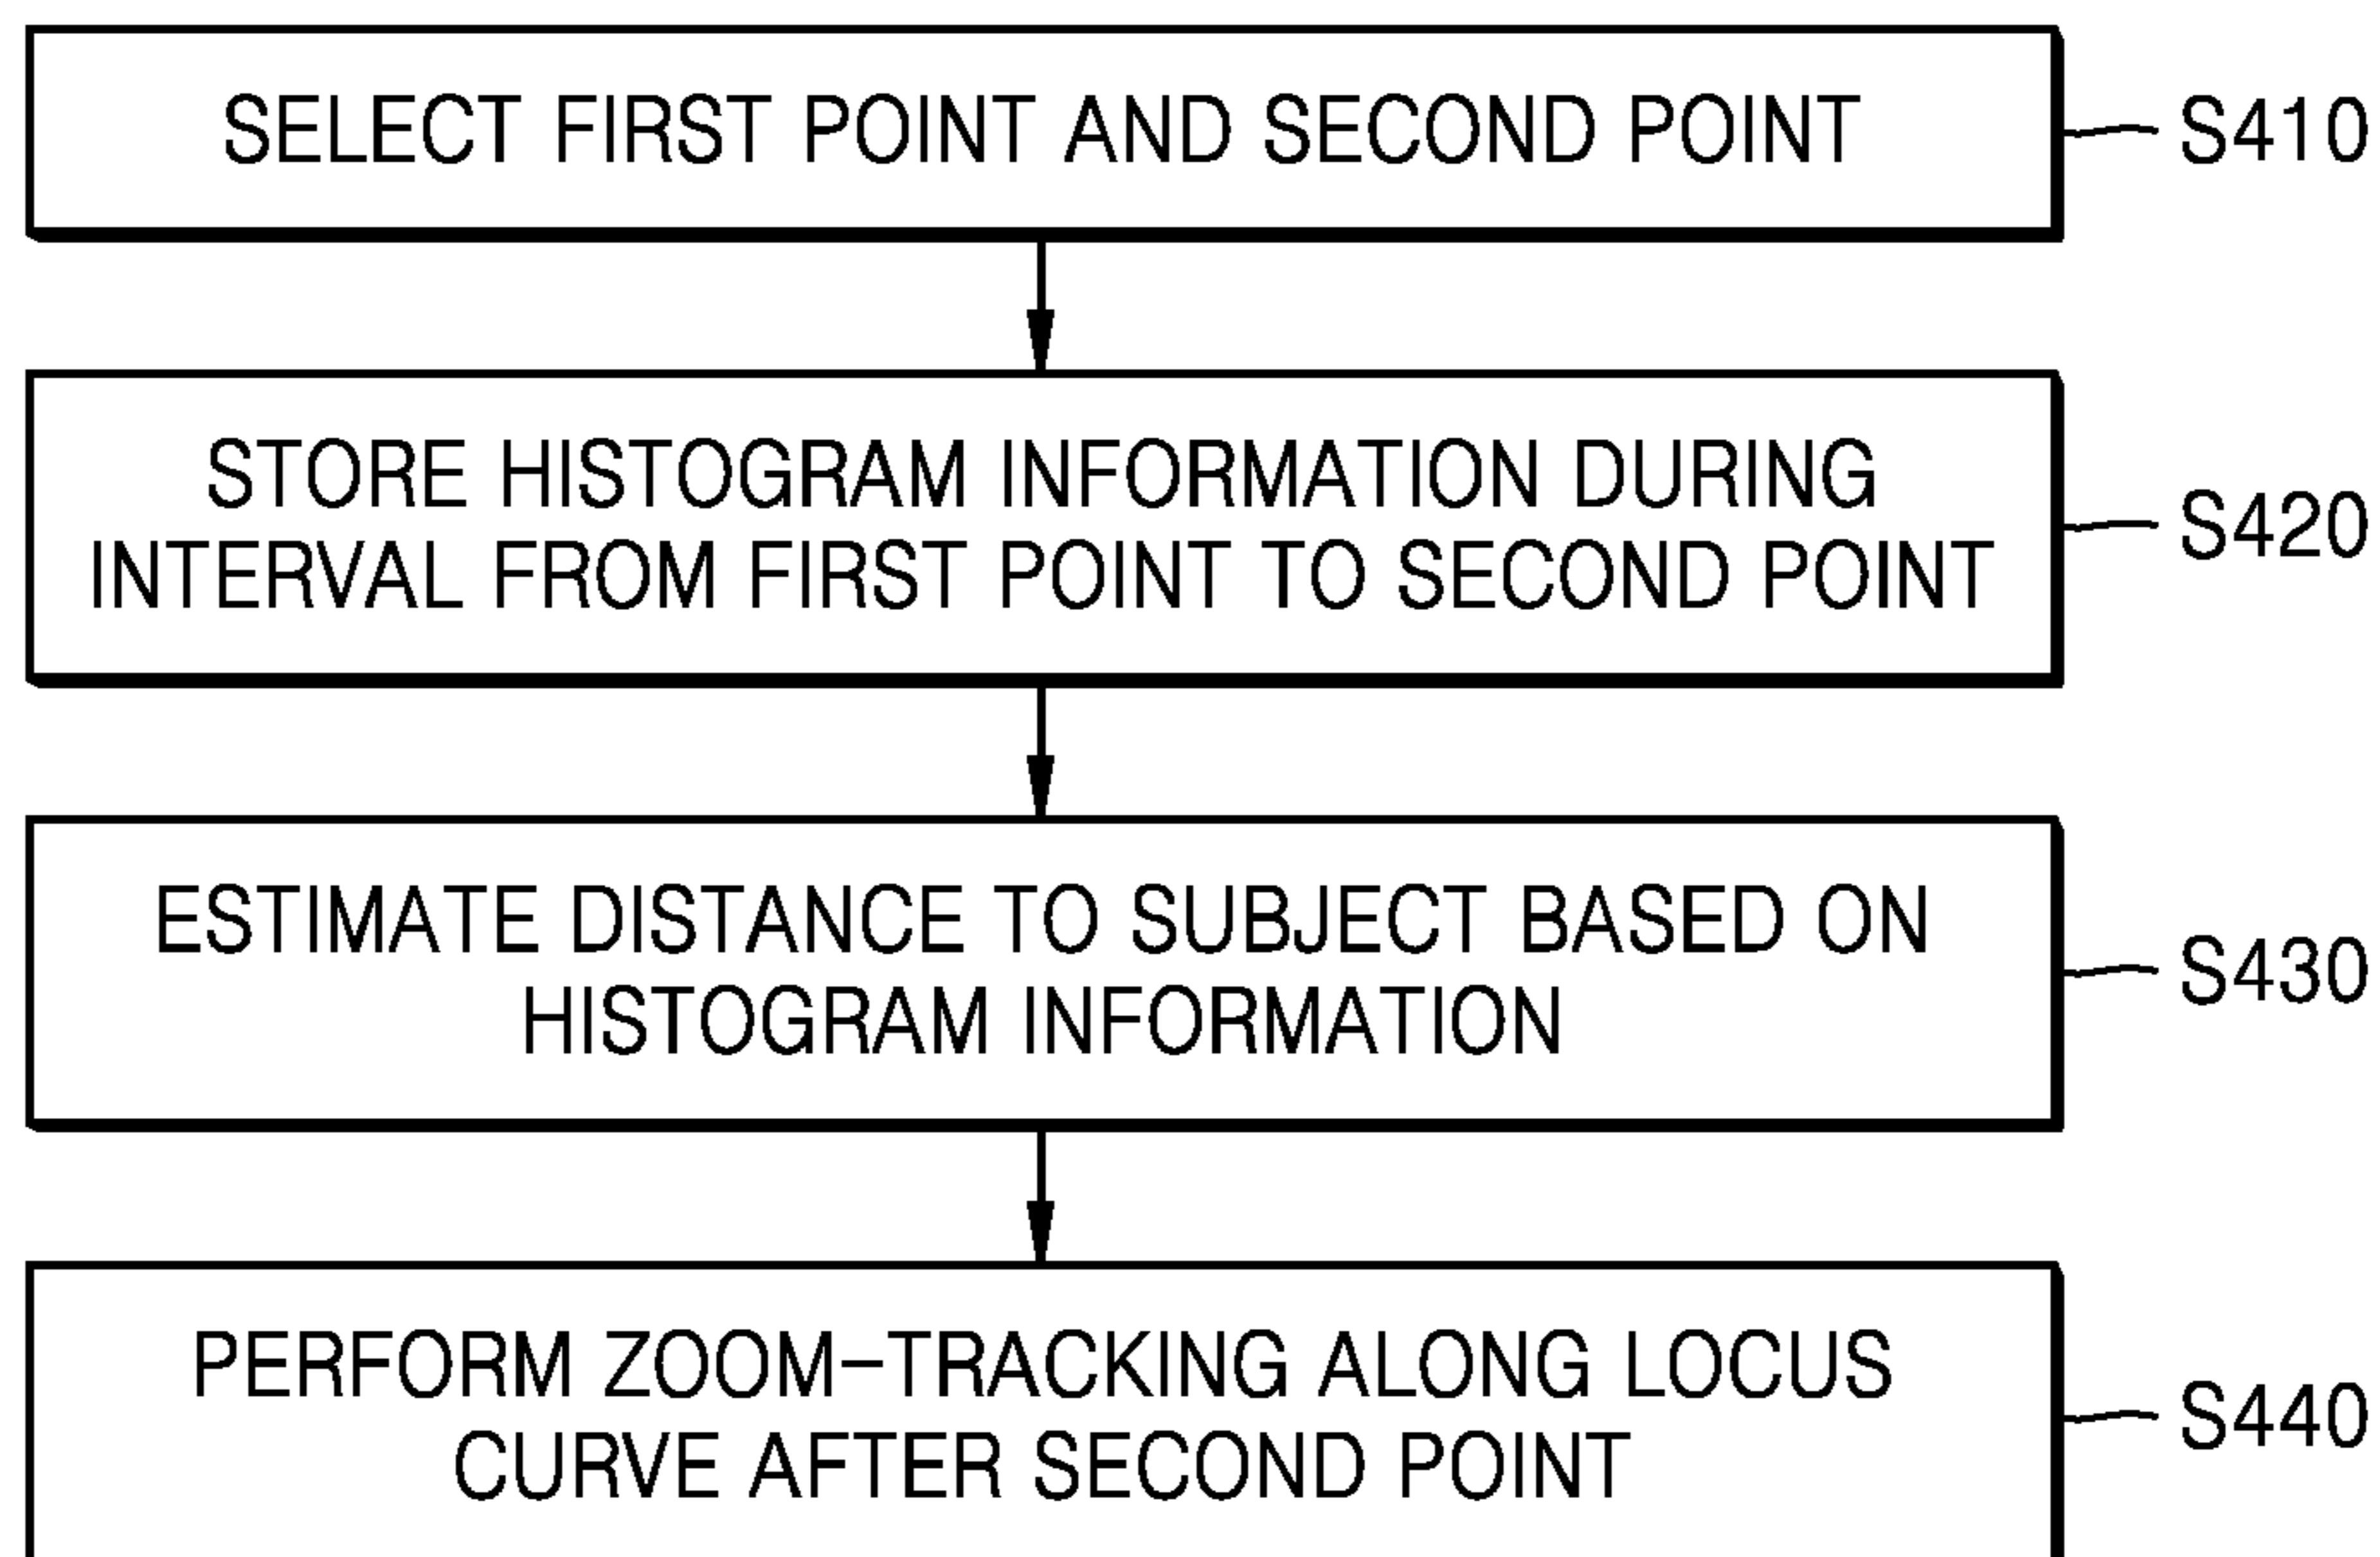 SELECT FIRST POINT AND SECOND POINT
S410
STORE HISTOGRAM INFORMATION DURING
INTERVAL FROM FIRST POINT TO SECOND POINT
S420
ESTIMATE DISTANCE TO SUBJECT BASED ON
HISTOGRAM INFORMATION
S430
PERFORM ZOOM-TRACKING ALONG LOCUS
CURVE AFTER SECOND POINT
S440